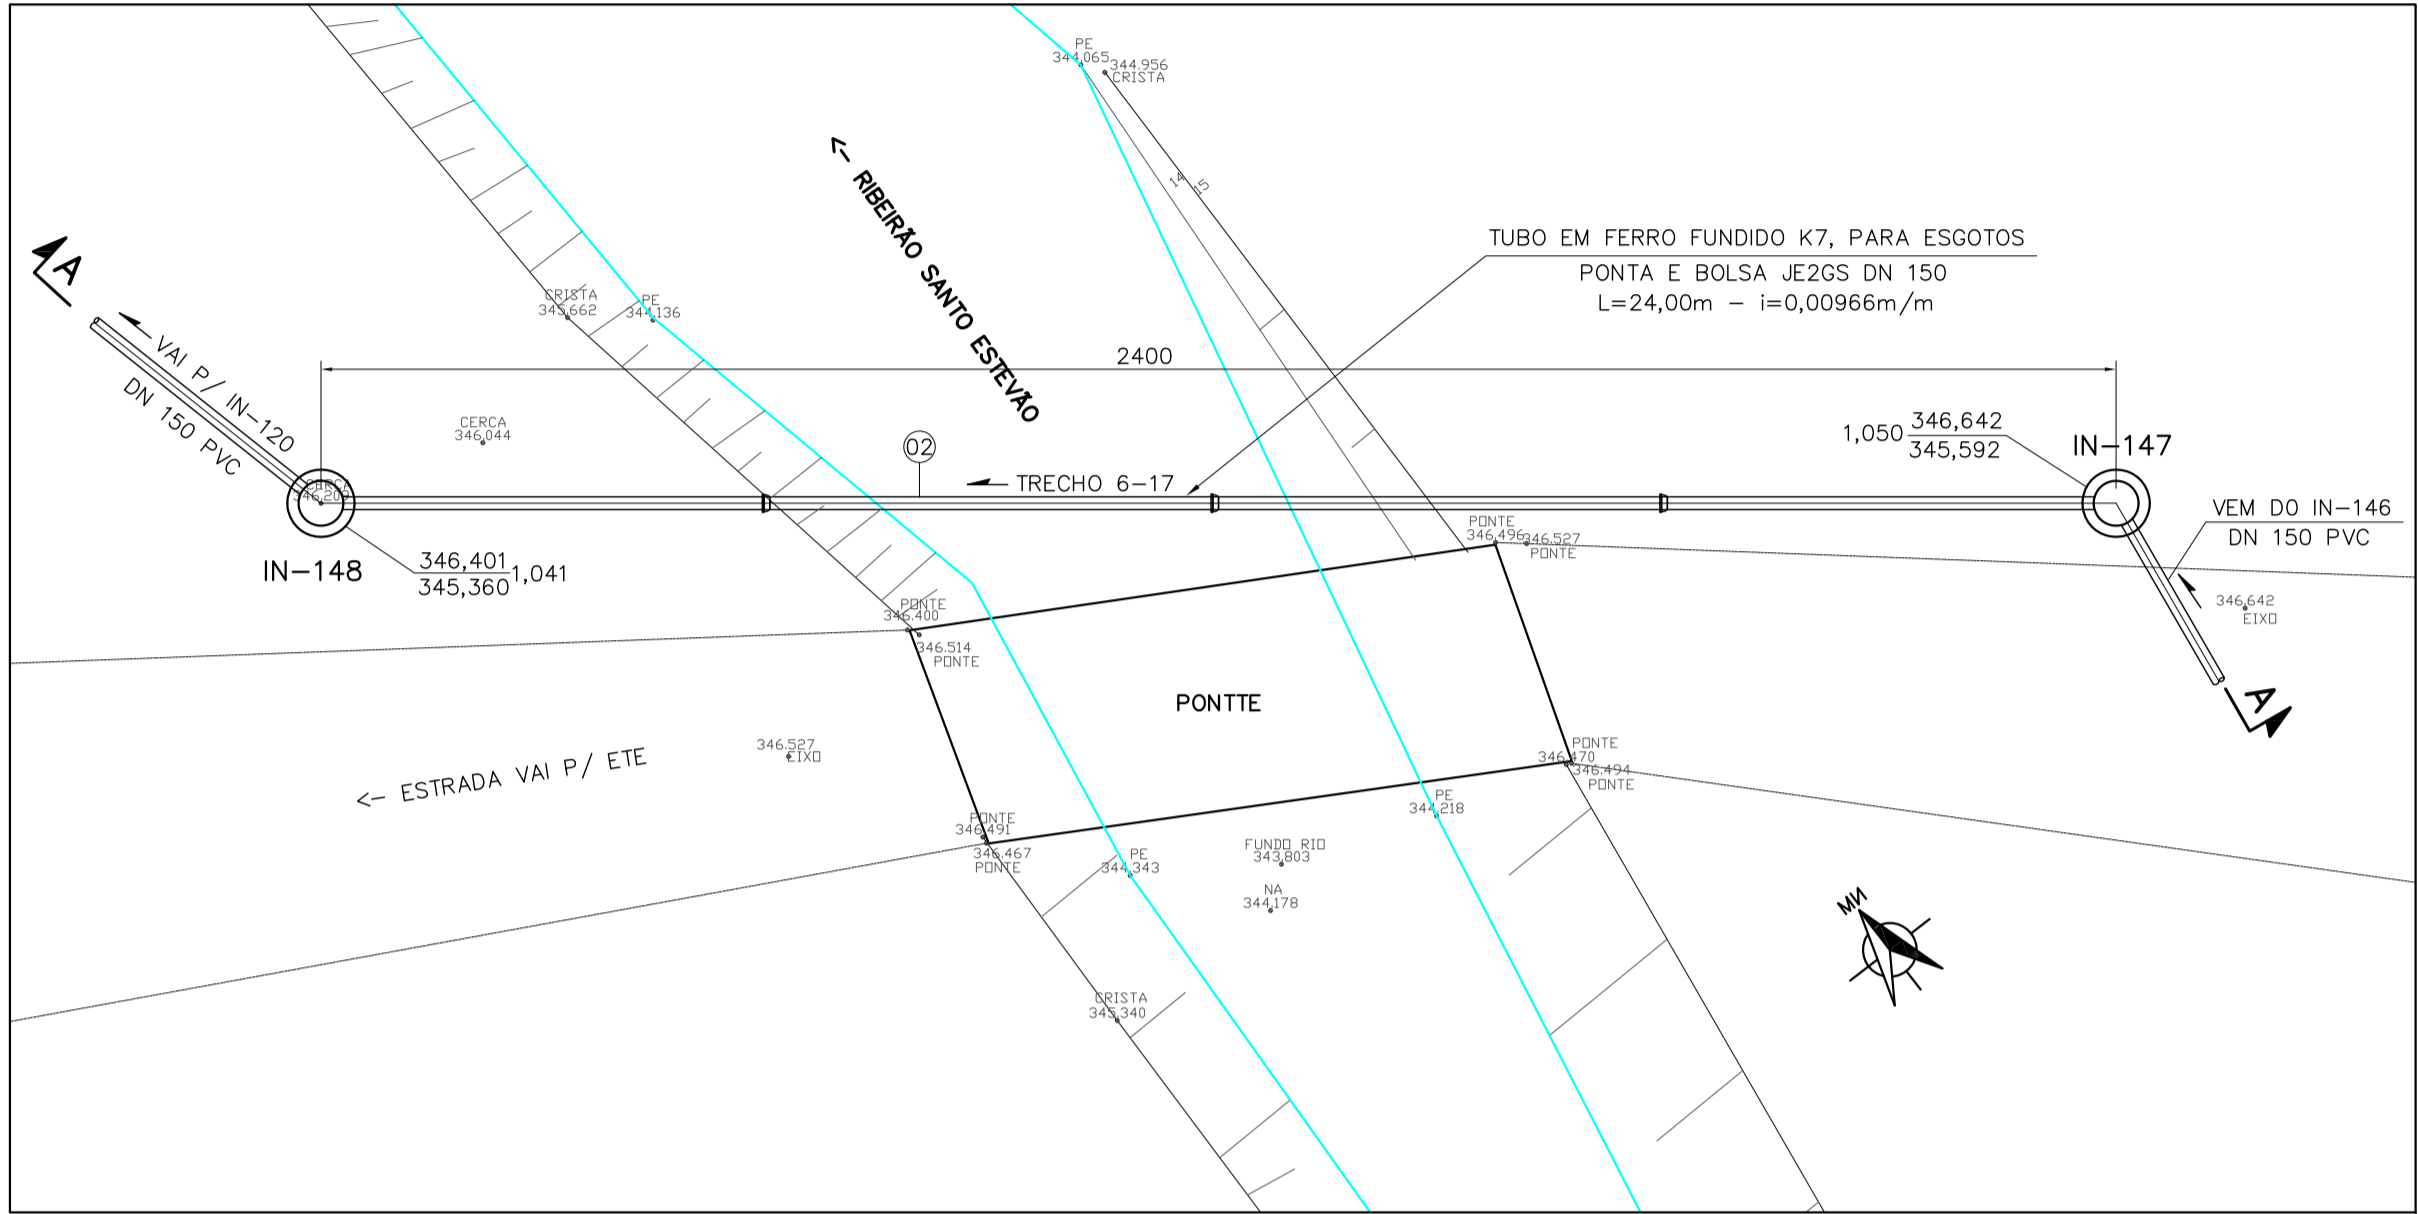 PE
344.065
344.956
CRISTA
14
15
<- RIBEIRÃO SANTO ESTEVÃO
TUBO EM FERRO FUNDIDO K7, PARA ESGOTOS
PONTA E BOLSA JE2GS DN 150
L=24,00m - i=0,00966m/m
A
VAI P/ IN-120
DN 150 PVC
CRISTA
345.662
PE
344.136
2400
CERCA
346.044
02
TRECHO 6-17
1,050
346,642
345,592
IN-147
CERCA
346.209
IN-148
346,401
345,360
1,041
VEM DO IN-146
DN 150 PVC
PONTE
346.496
346.527
PONTE
346.642
EIXO
PONTE
346.400
346.514
PONTE
PONTTE
A
346.527
EIXO
<- ESTRADA VAI P/ ETE
PONTE
346.470
346.494
PONTE
PE
344.218
PONTE
346.491
346.467
PONTE
PE
344.343
FUNDO RIO
343.803
NA
344.178
NM
CRISTA
345.340